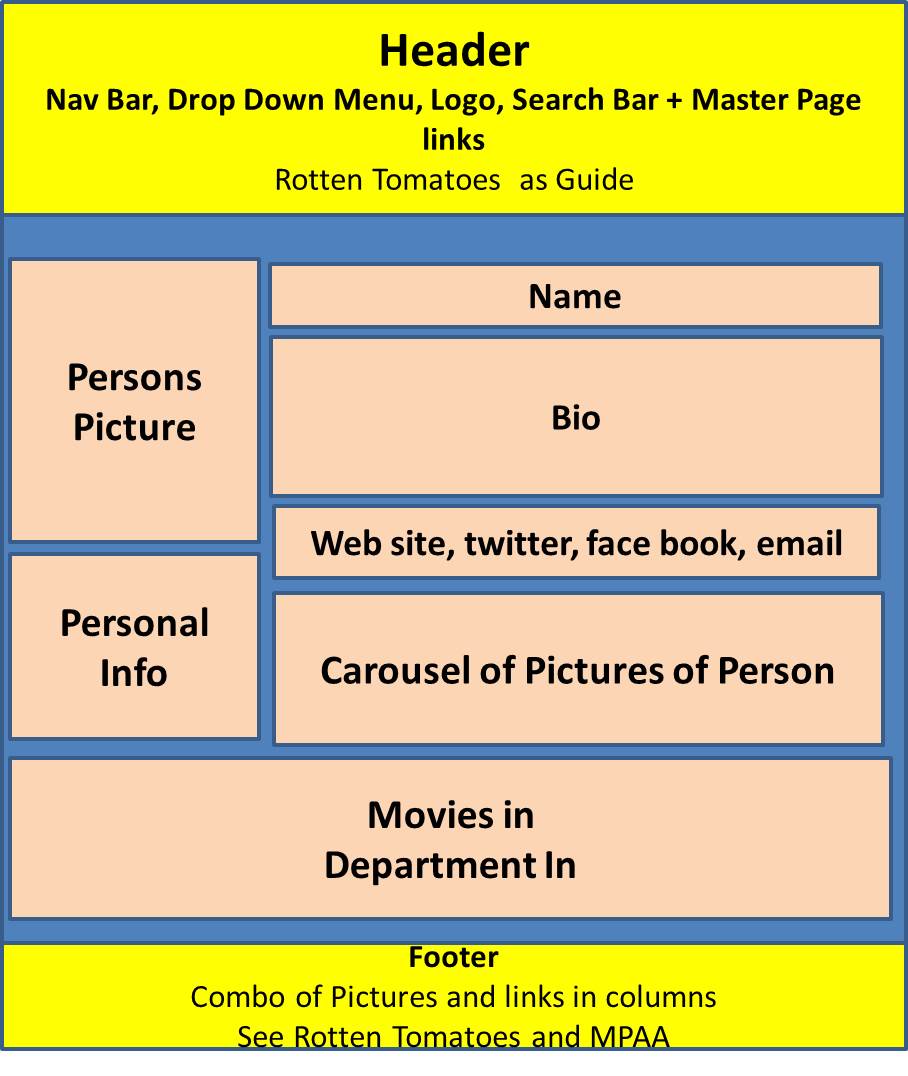 Header
Nav Bar, Drop Down Menu, Logo, Search Bar + Master Page
links
Rotten Tomatoes as Guide
Persons
Picture
Name
Bio
Web site, twitter, face book, email
Personal
Info
Carousel of Pictures of Person
Movies in
Department In
Footer
Combo of Pictures and links in columns
See Rotten Tomatoes and MPAA